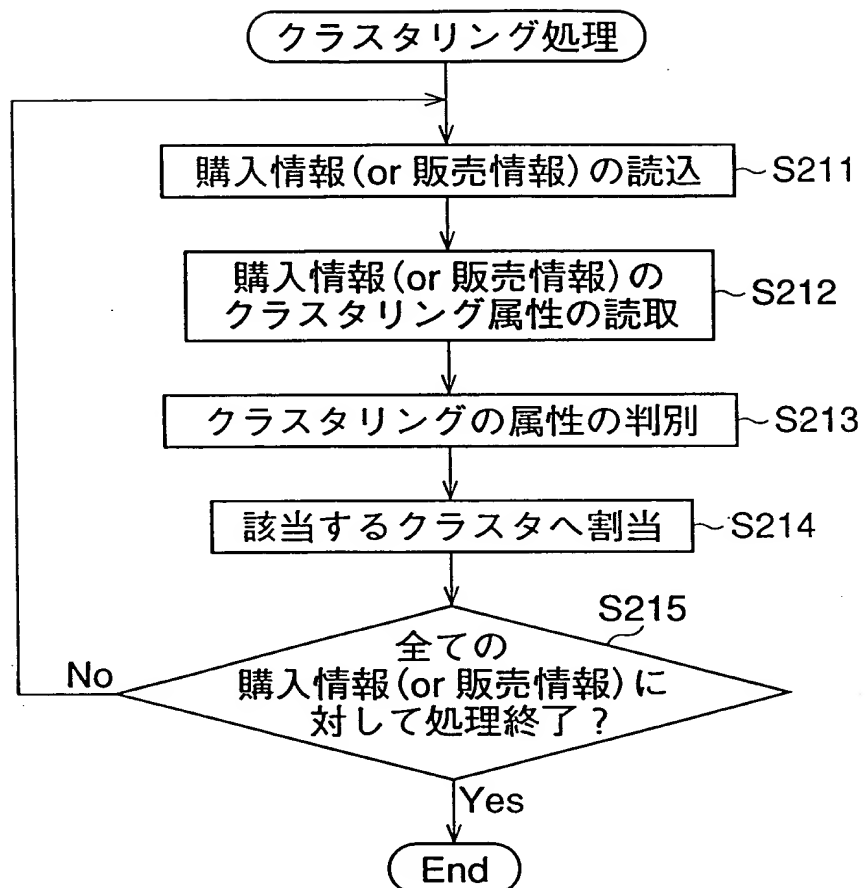 クラスタリング処理
購入情報(or 販売情報)の読込
S211
購入情報(or 販売情報)の
クラスタリング属性の読取
S212
クラスタリングの属性の判別
S213
該当するクラスタへ割当
S214
S215
全ての
購入情報(or 販売情報)に
対して処理終了?
No
Yes
End